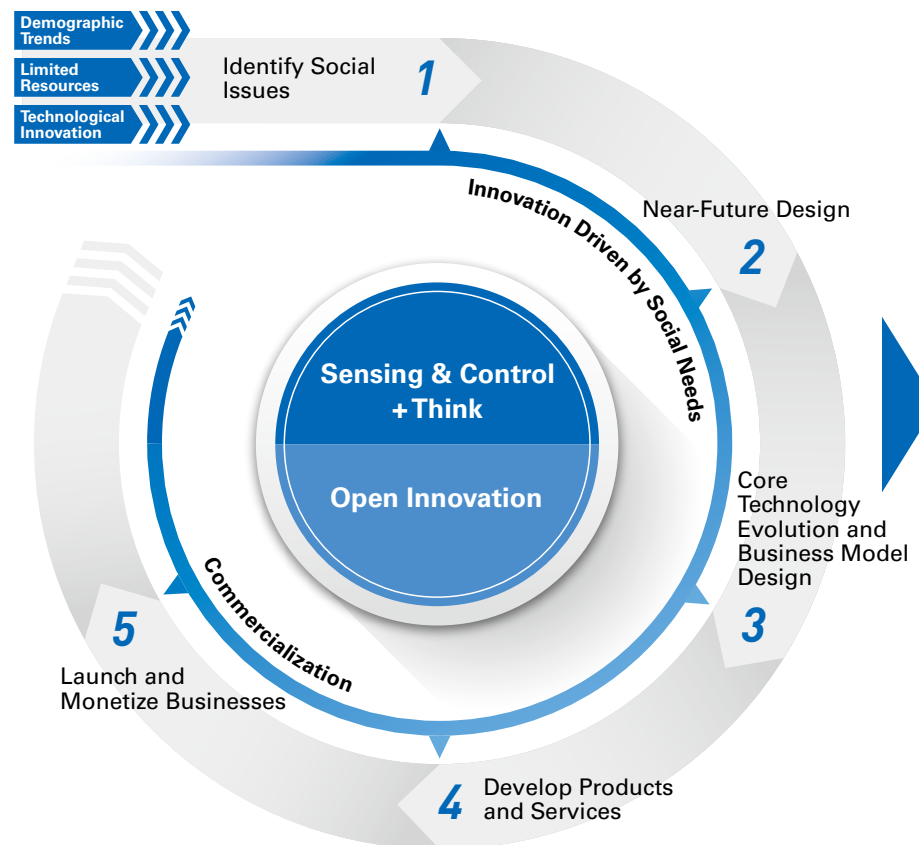 Demographic
Trends
Limited
Resources
Technological
Innovation
Identify Social
Issues
1
Innovation Driven by Social Needs
Near-Future Design
2
Sensing & Control
+Think
Open Innovation
Core
Technology
Evolution and
Business Model
Design
3
Commercialization
5
Launch and
Monetize Businesses
4
Develop Products
and Services